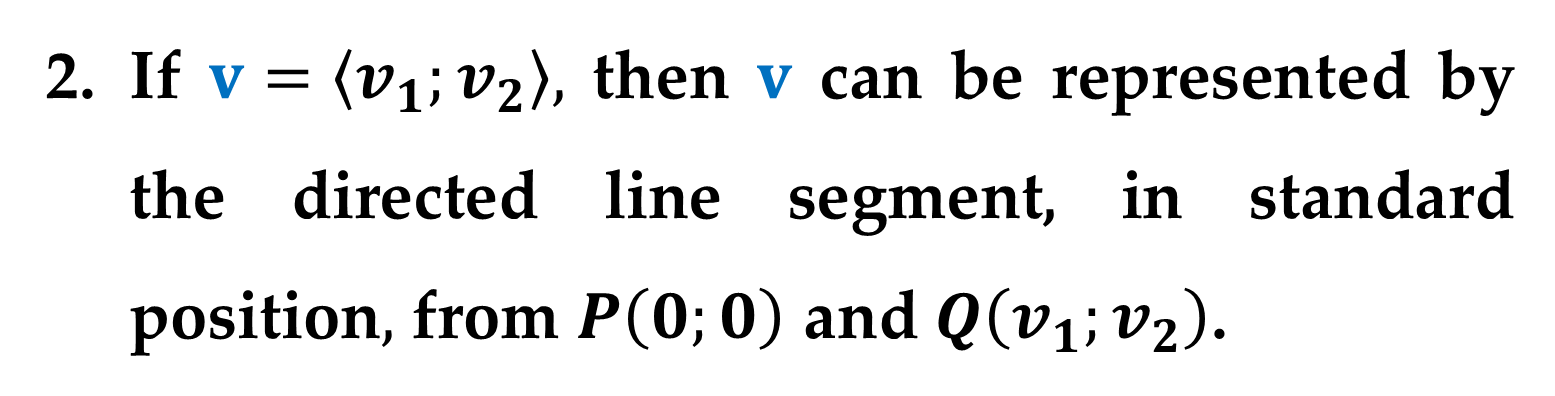 2. If v = ⟨v₁; v₂⟩, then v can be represented by
the directed line segment, in standard
position, from P(0; 0) and Q(v₁; v₂).